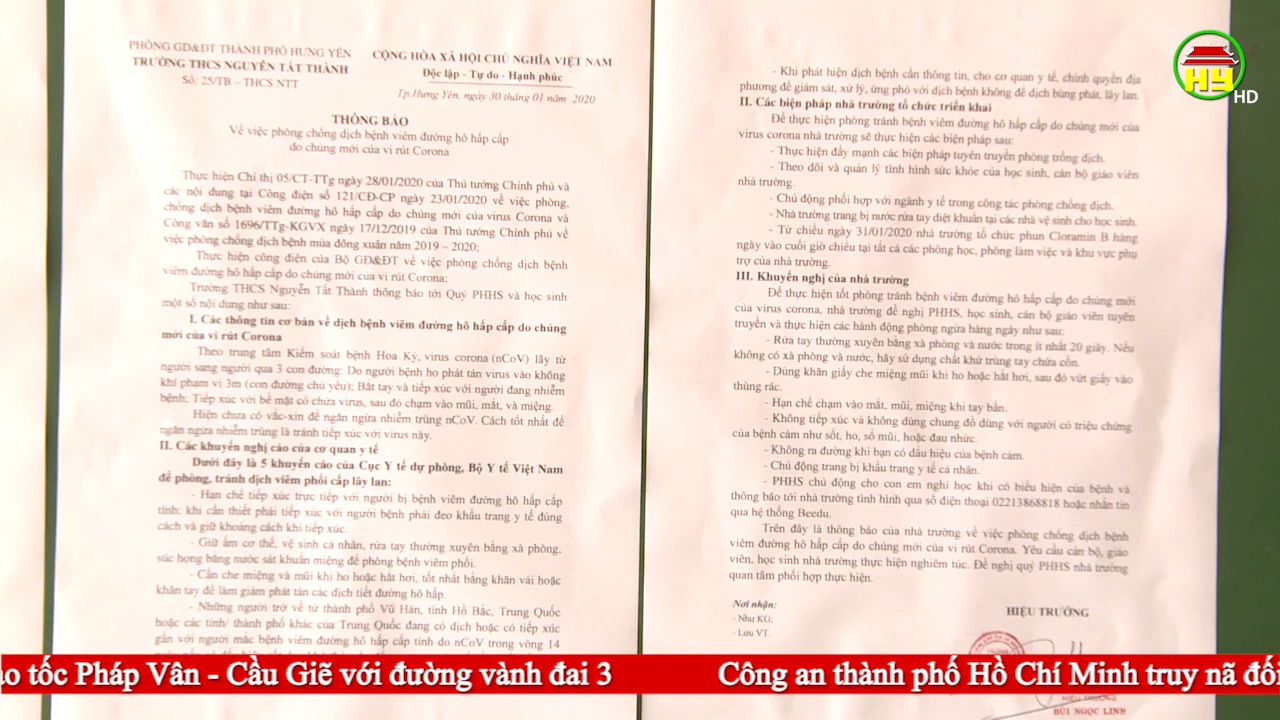 PHÒNG GD&ĐT THÀNH PHỐ HƯNG YÊN
TRƯỜNG THCS NGUYỄN TẤT THÀNH
Số: 25/TB – THCS NTT
CỘNG HÒA XÃ HỘI CHỦ NGHĨA VIỆT NAM
Độc lập - Tự do - Hạnh phúc
Tp.Hưng Yên, ngày 30 tháng 01 năm 2020
THÔNG BÁO
Về việc phòng chống dịch bệnh viêm đường hô hấp cấp
do chủng mới của vi rút Corona
Thực hiện Chỉ thị 05/CT-TTg ngày 28/01/2020 của Thủ tướng Chính phủ và
các nội dung tại Công điện số 121/CĐ-CP ngày 23/01/2020 về việc phòng,
chống dịch bệnh viêm đường hô hấp cấp do chủng mới của virus Corona và
Công văn số 1696/TTg-KGVX ngày 17/12/2019 của Thủ tướng Chính phủ về
việc phòng chống dịch bệnh mùa đông xuân năm 2019 – 2020;
Thực hiện công điện của Bộ GD&ĐT về việc phòng chống dịch bệnh
viêm đường hô hấp cấp do chủng mới của vi rút Corona;
Trường THCS Nguyễn Tất Thành thông báo tới Quý PHHS và học sinh
một số nội dung như sau:
I. Các thông tin cơ bản về dịch bệnh viêm đường hô hấp cấp do chủng
mới của vi rút Corona
Theo trung tâm Kiểm soát bệnh Hoa Kỳ, virus corona (nCoV) lây từ
người sang người qua 3 con đường: Do người bệnh ho phát tán virus vào không
khí phạm vi 3m (con đường chủ yếu); Bắt tay và tiếp xúc với người đang nhiễm
bệnh; Tiếp xúc với bề mặt có chứa virus, sau đó chạm vào mũi, mắt, và miệng.
Hiện chưa có vắc-xin để ngăn ngừa nhiễm trùng nCoV. Cách tốt nhất để
ngăn ngừa nhiễm trùng là tránh tiếp xúc với virus này.
II. Các khuyến nghị cáo của cơ quan y tế
Dưới đây là 5 khuyến cáo của Cục Y tế dự phòng, Bộ Y tế Việt Nam
để phòng, tránh dịch viêm phổi cấp lây lan:
- Hạn chế tiếp xúc trực tiếp với người bị bệnh viêm đường hô hấp cấp
tính; khi cần thiết phải tiếp xúc với người bệnh phải đeo khẩu trang y tế đúng
cách và giữ khoảng cách khi tiếp xúc.
- Giữ ấm cơ thể, vệ sinh cá nhân, rửa tay thường xuyên bằng xà phòng,
súc họng bằng nước sát khuẩn miệng để phòng bệnh viêm phổi.
- Cần che miệng và mũi khi ho hoặc hắt hơi, tốt nhất bằng khăn vải hoặc
khăn tay để làm giảm phát tán các dịch tiết đường hô hấp.
- Những người trở về từ thành phố Vũ Hán, tỉnh Hồ Bắc, Trung Quốc
hoặc các tỉnh/ thành phố khác của Trung Quốc đang có dịch hoặc có tiếp xúc
gần với người mắc bệnh viêm đường hô hấp cấp tính do nCoV trong vòng 14
- Khi phát hiện dịch bệnh cần thông tin, cho cơ quan y tế, chính quyền địa
phương để giám sát, xử lý, ứng phó với dịch bệnh không để dịch bùng phát, lây lan.
II. Các biện pháp nhà trường tổ chức triển khai
Để thực hiện phòng tránh bệnh viêm đường hô hấp cấp do chủng mới của
virus corona nhà trường sẽ thực hiện các biện pháp sau:
- Thực hiện đẩy mạnh các biện pháp tuyên truyền phòng trống dịch.
- Theo dõi và quản lý tình hình sức khỏe của học sinh, cán bộ giáo viên
nhà trường.
- Chủ động phối hợp với ngành y tế trong công tác phòng chống dịch.
- Nhà trường trang bị nước rửa tay diệt khuẩn tại các nhà vệ sinh cho học sinh.
- Từ chiều ngày 31/01/2020 nhà trường tổ chức phun Cloramin B hàng
ngày vào cuối giờ chiều tại tất cả các phòng học, phòng làm việc và khu vực phụ
trợ của nhà trường.
III. Khuyến nghị của nhà trường
Để thực hiện tốt phòng tránh bệnh viêm đường hô hấp cấp do chủng mới
của virus corona, nhà trường đề nghị PHHS, học sinh, cán bộ giáo viên tuyên
truyền và thực hiện các hành động phòng ngừa hàng ngày như sau:
- Rửa tay thường xuyên bằng xà phòng và nước trong ít nhất 20 giây. Nếu
không có xà phòng và nước, hãy sử dụng chất khử trùng tay chứa cồn.
- Dùng khăn giấy che miệng mũi khi ho hoặc hắt hơi, sau đó vứt giấy vào
thùng rác.
- Hạn chế chạm vào mắt, mũi, miệng khi tay bẩn.
- Không tiếp xúc và không dùng chung đồ dùng với người có triệu chứng
của bệnh cảm như sốt, ho, sổ mũi, hoặc đau nhức.
- Không ra đường khi bạn có dấu hiệu của bệnh cảm.
- Chủ động trang bị khẩu trang y tế cá nhân.
- PHHS chủ động cho con em nghỉ học khi có biểu hiện của bệnh và
thông báo tới nhà trường tình hình qua số điện thoại 02213868818 hoặc nhắn tin
qua hệ thống Beedu.
Trên đây là thông báo của nhà trường về việc phòng chống dịch bệnh
viêm đường hô hấp cấp do chủng mới của vi rút Corona. Yêu cầu cán bộ, giáo
viên, học sinh nhà trường thực hiện nghiêm túc. Đề nghị quý PHHS nhà trường
quan tâm phối hợp thực hiện.
Nơi nhận:
- Như KG;
- Lưu VT.
HIỆU TRƯỞNG
HIỆU TRƯỞNG
BÙI NGỌC LINH
HY HD
ao tốc Pháp Vân - Cầu Giẽ với đường vành đai 3 Công an thành phố Hồ Chí Minh truy nã đối